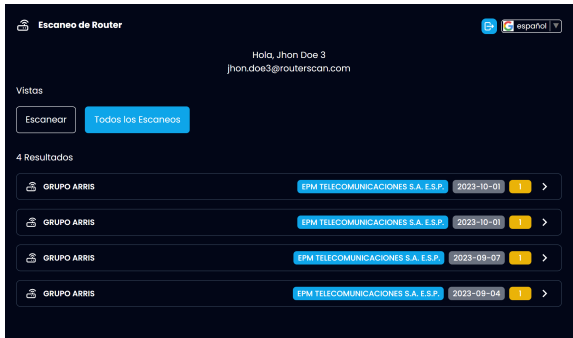 Escaneo de Router
español
Hola, Jhon Doe 3
jhon.doe3@routerscan.com
Vistas
Escanear
Todos los Escaneos
4 Resultados
GRUPO ARRIS EPM TELECOMUNICACIONES S.A. E.S.P. 2023-10-01 1
GRUPO ARRIS EPM TELECOMUNICACIONES S.A. E.S.P. 2023-10-01 1
GRUPO ARRIS EPM TELECOMUNICACIONES S.A. E.S.P. 2023-09-07 1
GRUPO ARRIS EPM TELECOMUNICACIONES S.A. E.S.P. 2023-09-04 1